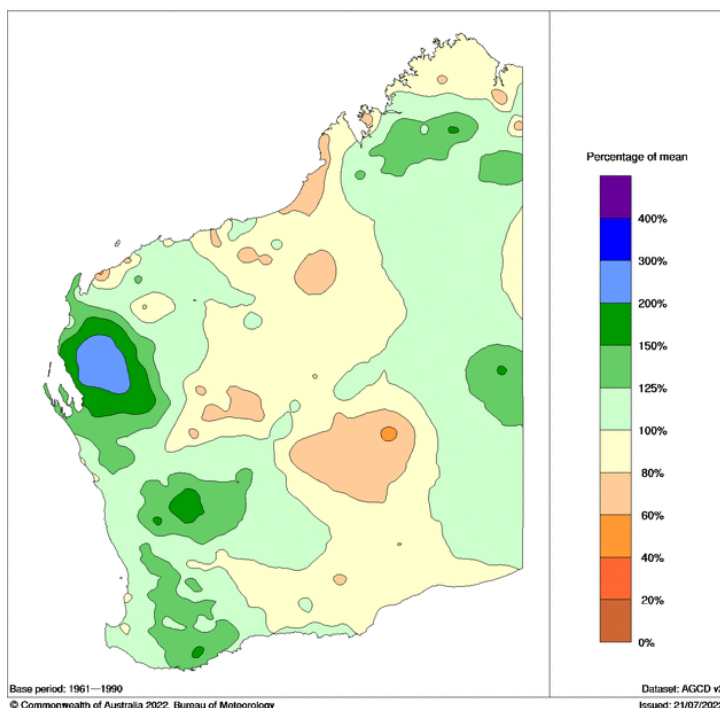 Percentage of mean
400%
300%
200%
150%
125%
100%
80%
60%
40%
20%
0%
Base period: 1961—1990
Dataset: AGCD
© Commonwealth of Australia 2022, Bureau of Meteorology
Issued: 21/07/202